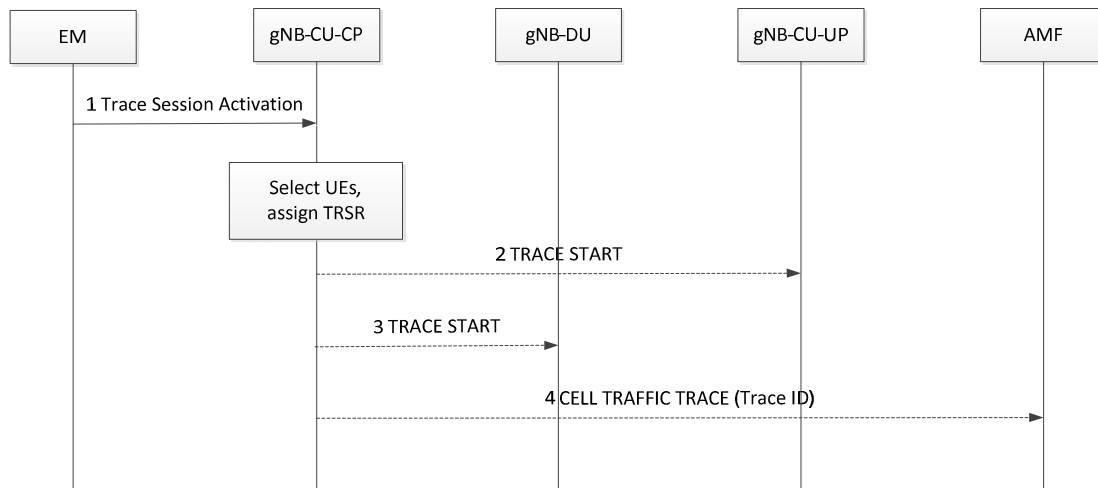 EM
gNB-CU-CP
gNB-DU
gNB-CU-UP
AMF
1 Trace Session Activation
Select UEs,
assign TRSR
2 TRACE START
3 TRACE START
4 CELL TRAFFIC TRACE (Trace ID)